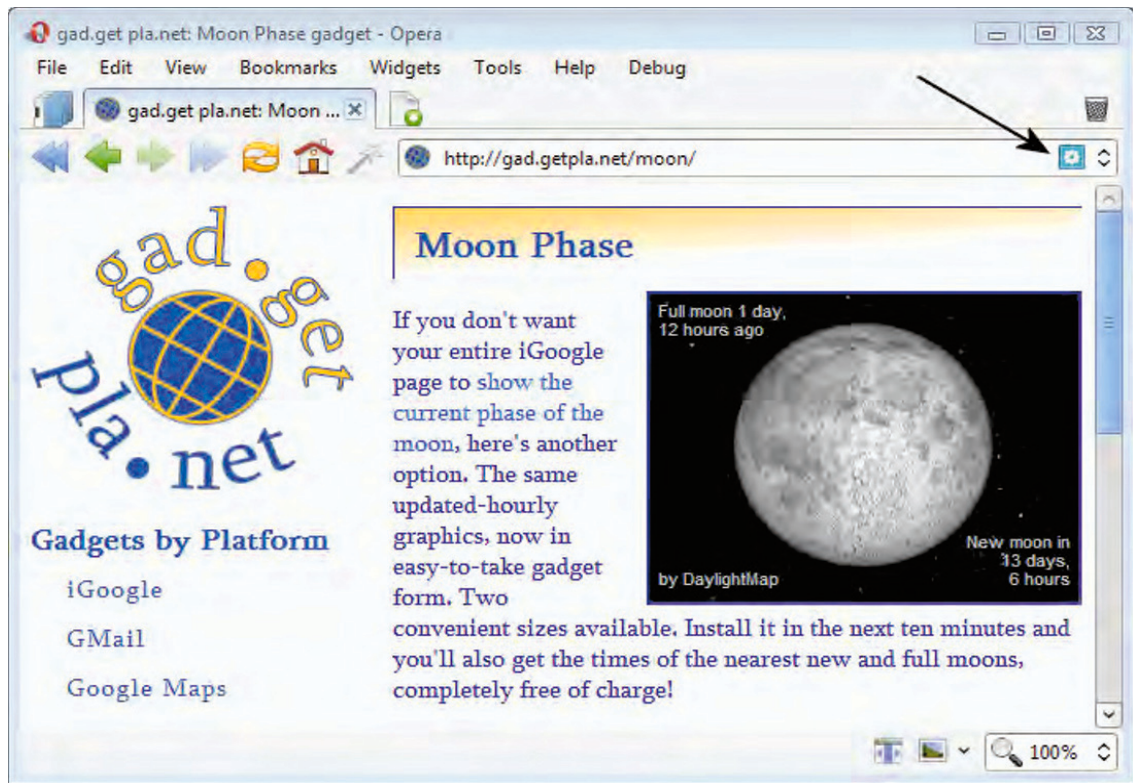 gad.get pla.net: Moon Phase gadget - Opera
File Edit View Bookmarks Widgets Tools Help Debug
gad.get pla.net: Moon ...
http://gad.getpla.net/moon/
gad.get
pla.net
Gadgets by Platform
iGoogle
GMail
Google Maps
Moon Phase
If you don't want
your entire iGoogle
page to show the
current phase of the
moon, here's another
option. The same
updated-hourly
graphics, now in
easy-to-take gadget
form. Two
convenient sizes available. Install it in the next ten minutes and
you'll also get the times of the nearest new and full moons,
completely free of charge!
Full moon 1 day,
12 hours ago
New moon in
13 days,
6 hours
by DaylightMap
100%